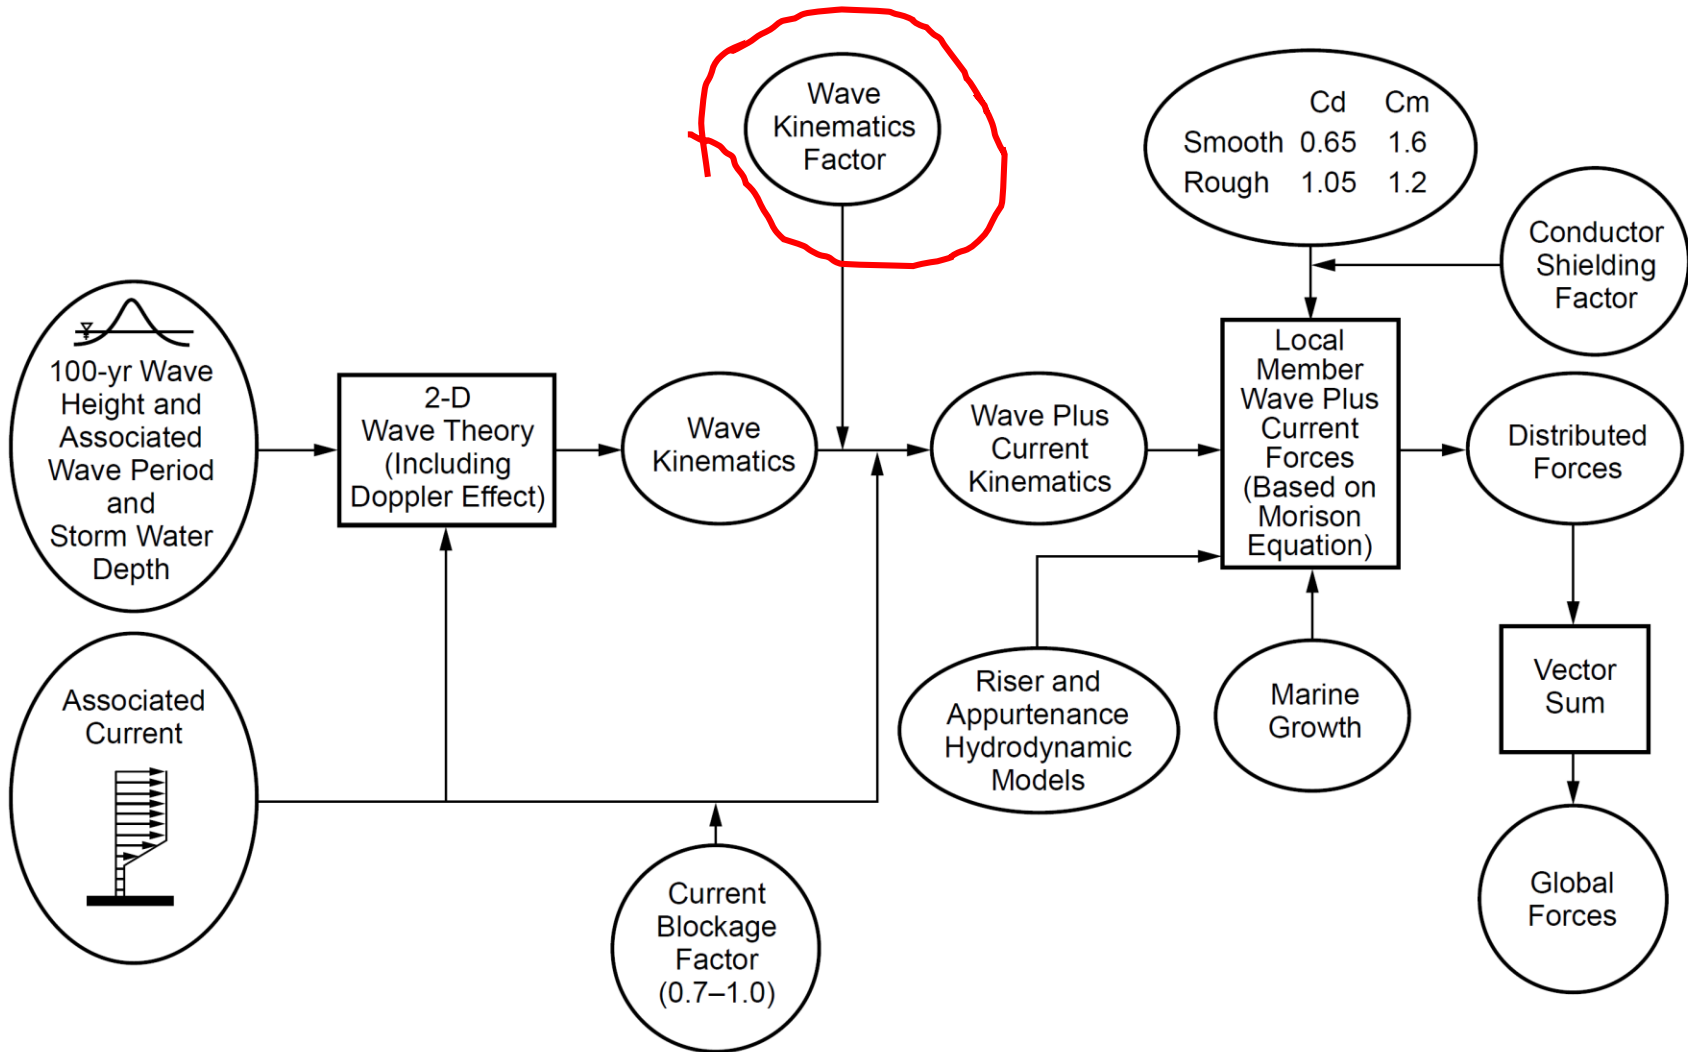 Wave
Kinematics
Factor
Cd Cm
Smooth 0.65 1.6
Rough 1.05 1.2
Conductor
Shielding
Factor
100-yr Wave
Height and
Associated
Wave Period
and
Storm Water
Depth
2-D
Wave Theory
(Including
Doppler Effect)
Wave
Kinematics
Wave Plus
Current
Kinematics
Local
Member
Wave Plus
Current
Forces
(Based on
Morison
Equation)
Distributed
Forces
Associated
Current
Current
Blockage
Factor
(0.7–1.0)
Riser and
Appurtenance
Hydrodynamic
Models
Marine
Growth
Vector
Sum
Global
Forces